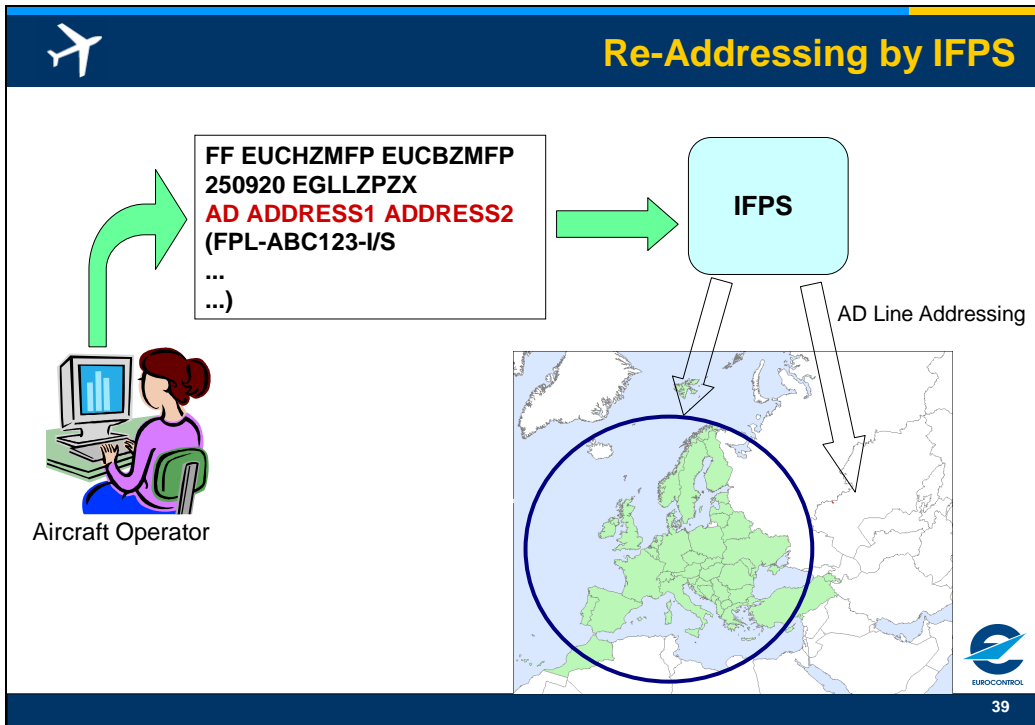 Re-Addressing by IFPS
FF EUCHZMFP EUCBZMFP
250920 EGLLZPZX
AD ADDRESS1 ADDRESS2
(FPL-ABC123-I/S
...
...)
IFPS
AD Line Addressing
Aircraft Operator
EUROCONTROL
39